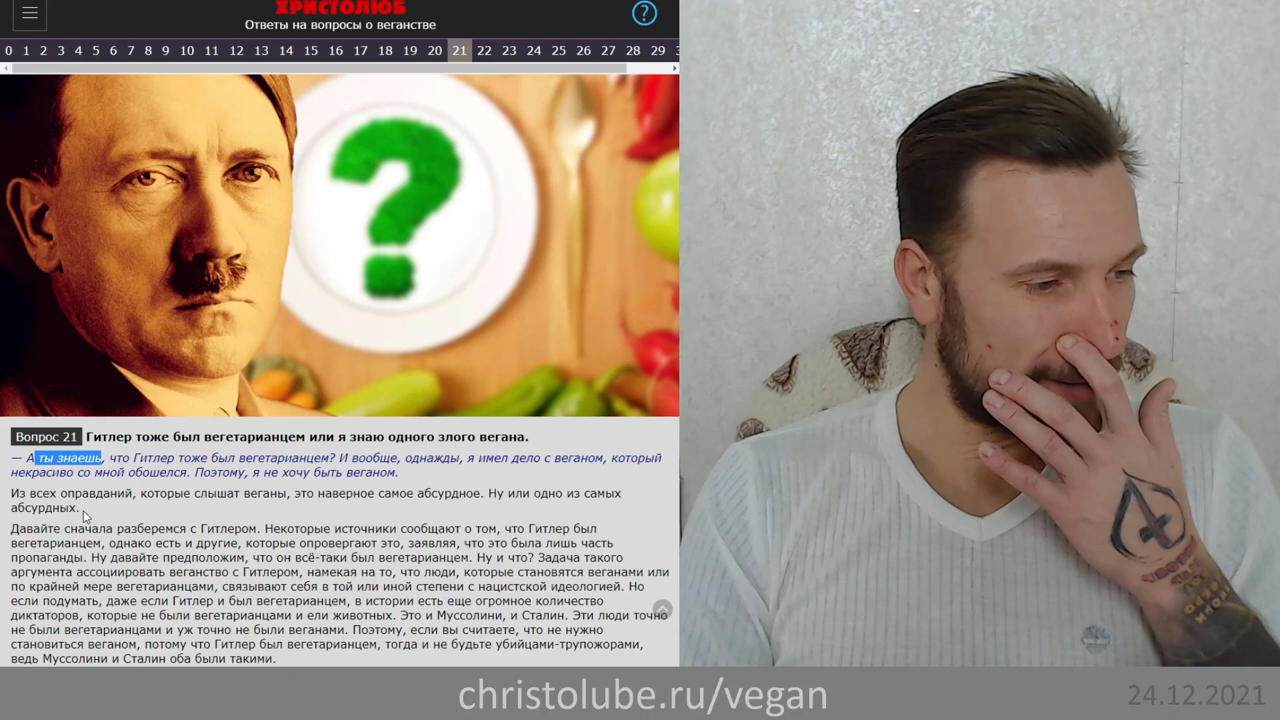 ХРИСТОЛЮБ
Ответы на вопросы о веганстве
?
0 1 2 3 4 5 6 7 8 9 10 11 12 13 14 15 16 17 18 19 20 21 22 23 24 25 26 27 28 29
?
Вопрос 21 Гитлер тоже был вегетарианцем или я знаю одного злого вегана.
— А ты знаешь, что Гитлер тоже был вегетарианцем? И вообще, однажды, я имел дело с веганом, который
некрасиво со мной обошелся. Поэтому, я не хочу быть веганом.
Из всех оправданий, которые слышат веганы, это наверное самое абсурдное. Ну или одно из самых
абсурдных.
Давайте сначала разберемся с Гитлером. Некоторые источники сообщают о том, что Гитлер был
вегетарианцем, однако есть и другие, которые опровергают это, заявляя, что это была лишь часть
пропаганды. Ну давайте предположим, что он всё-таки был вегетарианцем. Ну и что? Задача такого
аргумента ассоциировать веганство с Гитлером, намекая на то, что люди, которые становятся веганами или
по крайней мере вегетарианцами, связывают себя в той или иной степени с нацистской идеологией. Но
если подумать, даже если Гитлер и был вегетарианцем, в истории есть еще огромное количество
диктаторов, которые не были вегетарианцами и ели животных. Это и Муссолини, и Сталин. Эти люди точно
не были вегетарианцами и уж точно не были веганами. Поэтому, если вы считаете, что не нужно
становиться веганом, потому что Гитлер был вегетарианцем, тогда и не будьте убийцами-трупожорами,
ведь Муссолини и Сталин оба были такими.
christolube.ru/vegan
24.12.2021